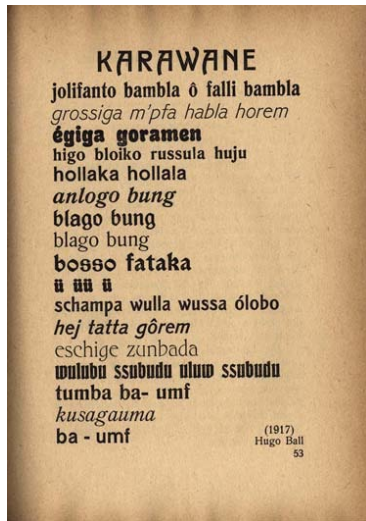 KARAWANE
jolifanto bambla ô falli bambla
grossiga m'pfa habla horem
égiga goramen
higo bloiko russula huju
hollaka hollala
anlogo bung
blago bung
blago bung
bosso fataka
ü üü ü
schampa wulla wussa ólobo
hej tatta gôrem
eschige zunbada
wulubu ssubudu uluw ssubudu
tumba ba- umf
kusagauma
ba - umf
(1917)
Hugo Ball
53